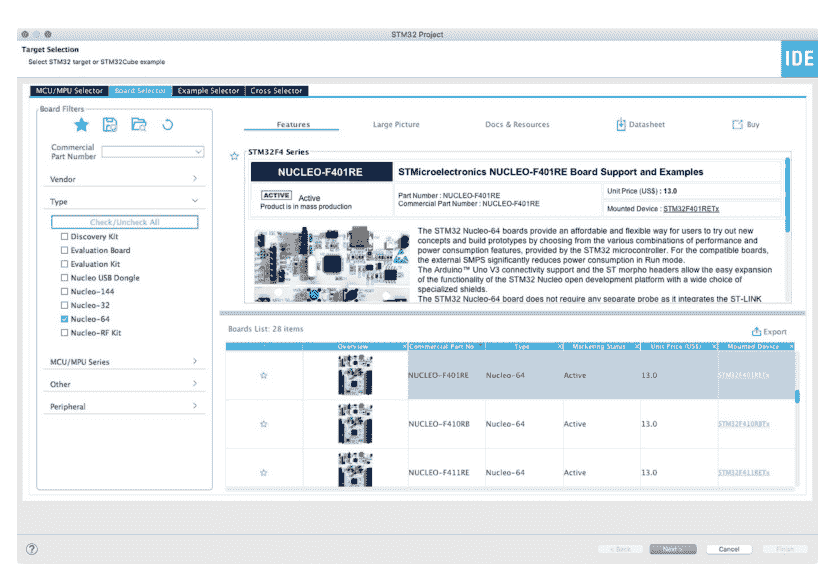 STM32 Project
Target Selection
Select STM32 target or STM32Cube example
IDE
MCU/MPU Selector Board Selector Example Selector Cross Selector
Board Filters
Commercial
Part Number
Vendor
Type
Check/Uncheck All
Discovery Kit
Evaluation Board
Evaluation Kit
Nucleo USB Dongle
Nucleo-144
Nucleo-32
Nucleo-64
Nucleo-RF Kit
MCU/MPU Series
Other
Peripheral
Features Large Picture Docs & Resources Datasheet Buy
STM32F4 Series
NUCLEO-F401RE STMicroelectronics NUCLEO-F401RE Board Support and Examples
ACTIVE Active
Product is in mass production
Part Number : NUCLEO-F401RE
Commercial Part Number : NUCLEO-F401RE
Unit Price (US$) : 13.0
Mounted Device : STM32F401RETx
The STM32 Nucleo-64 boards provide an affordable and flexible way for users to try out new
concepts and build prototypes by choosing from the various combinations of performance and
power consumption features, provided by the STM32 microcontroller. For the compatible boards,
the external SMPS significantly reduces power consumption in Run mode.
The Arduino™ Uno V3 connectivity support and the ST morpho headers allow the easy expansion
of the functionality of the STM32 Nucleo open development platform with a wide choice of
specialized shields.
The STM32 Nucleo-64 board does not require any separate probe as it integrates the ST-LINK
Boards List: 28 items Export
Overview Commercial Part No Type Marketing Status Unit Price (US$) Mounted Device
NUCLEO-F401RE Nucleo-64 Active 13.0 STM32F401RETx
NUCLEO-F410RB Nucleo-64 Active 13.0 STM32F410RBTx
NUCLEO-F411RE Nucleo-64 Active 13.0 STM32F411RETx
? < Back Next > Cancel Finish